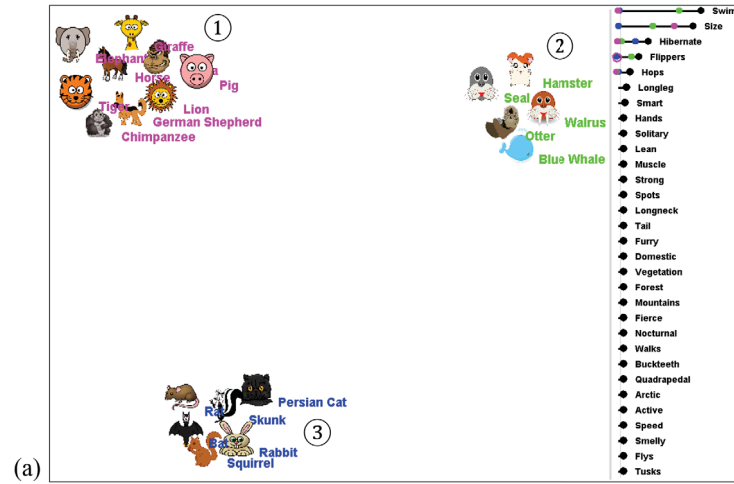 ①
Giraffe
Elephant
Horse
a
Pig
Tiger
Lion
German Shepherd
Chimpanzee
②
Hamster
Seal
Walrus
Otter
Blue Whale
Persian Cat
Rat
Skunk
③
Bat
Rabbit
Squirrel
(a)
Swim
Size
Hibernate
Flippers
Hops
Longleg
Smart
Hands
Solitary
Lean
Muscle
Strong
Spots
Longneck
Tail
Furry
Domestic
Vegetation
Forest
Mountains
Fierce
Nocturnal
Walks
Buckteeth
Quadrapedal
Arctic
Active
Speed
Smelly
Flys
Tusks